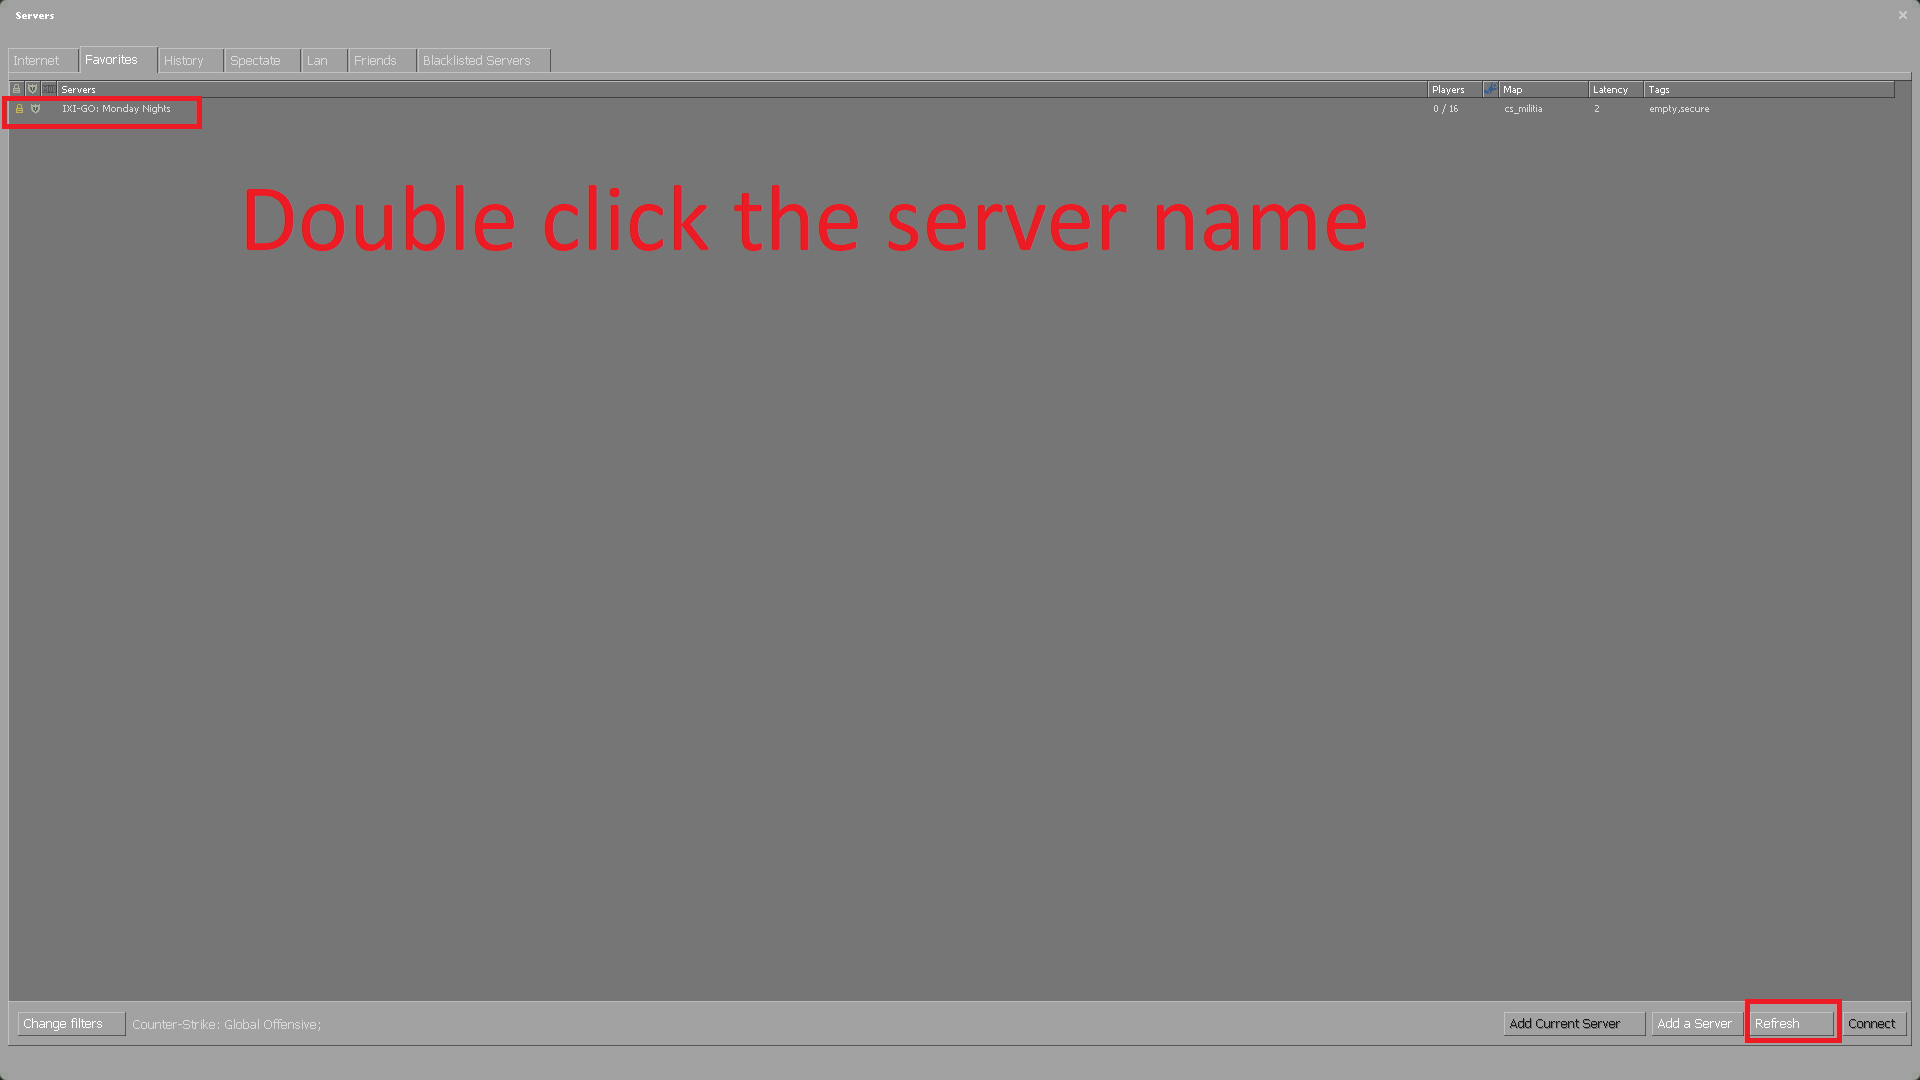 Servers
Internet Favorites History Spectate Lan Friends Blacklisted Servers
Servers Players Map Latency Tags
IXI-GO: Monday Nights 0 / 16 cs_militia 2 empty,secure
Double click the server name
Change filters Counter-Strike: Global Offensive; Add Current Server Add a Server Refresh Connect